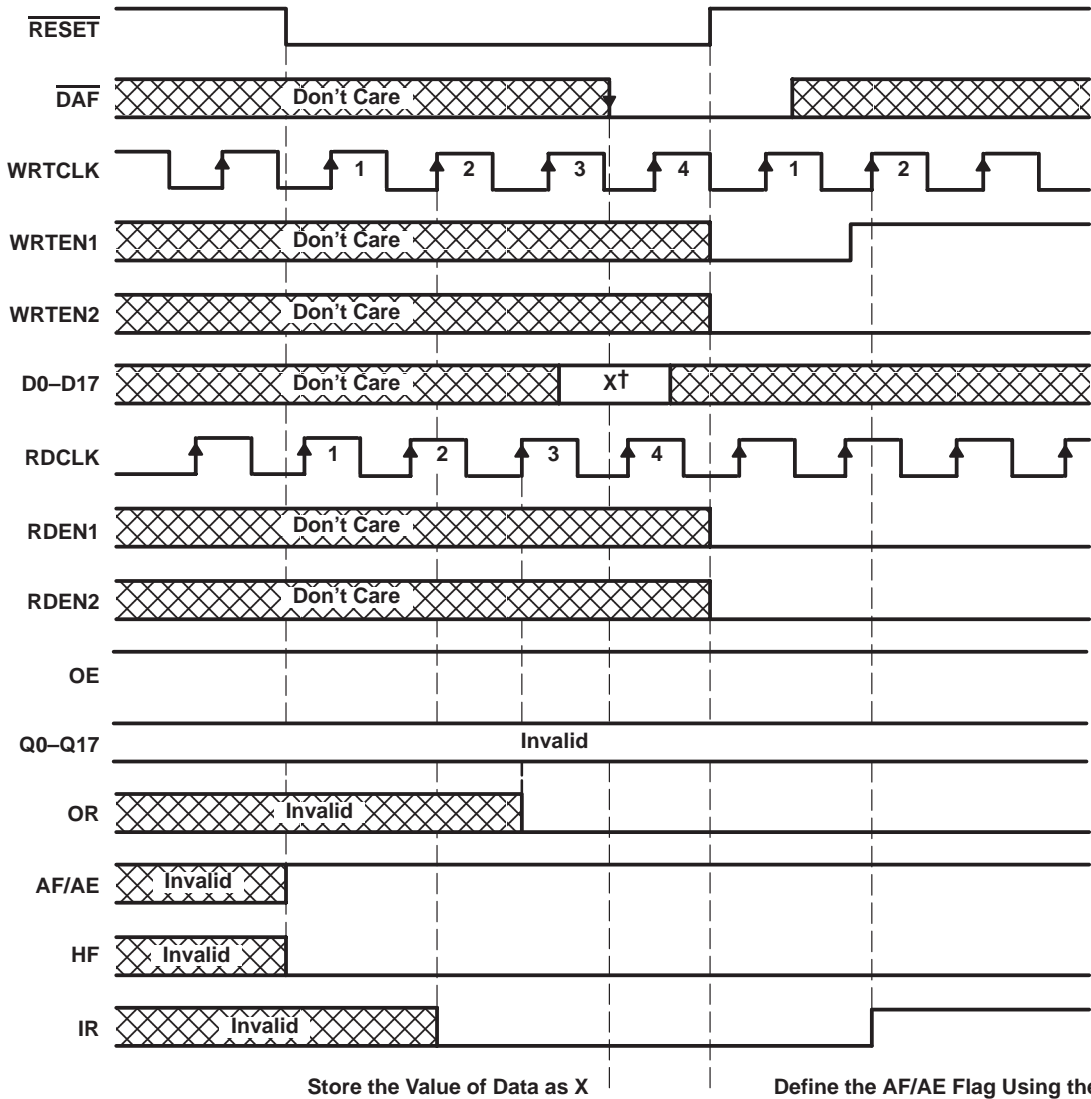 RESET
DAF Don't Care
WRTCLK 1 2 3 4 1 2
WRTEN1 Don't Care
WRTEN2 Don't Care
D0–D17 Don't Care X†
RDCLK 1 2 3 4
RDEN1 Don't Care
RDEN2 Don't Care
OE
Q0–Q17 Invalid
OR Invalid
AF/AE Invalid
HF Invalid
IR Invalid
Store the Value of Data as X Define the AF/AE Flag Using the